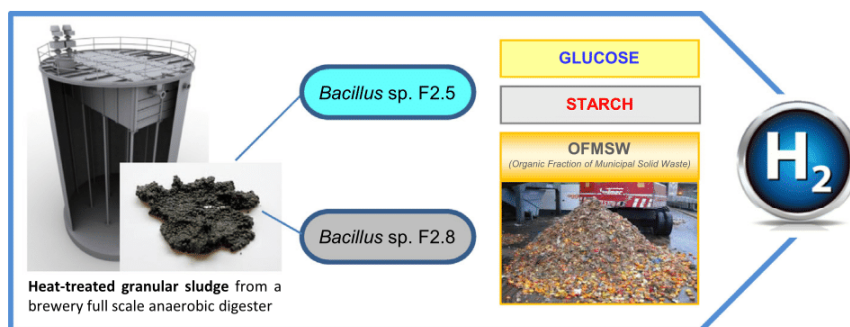 Bacillus sp. F2.5
Bacillus sp. F2.8
Heat-treated granular sludge from a
brewery full scale anaerobic digester
GLUCOSE
STARCH
OFMSW
(Organic Fraction of Municipal Solid Waste)
H2